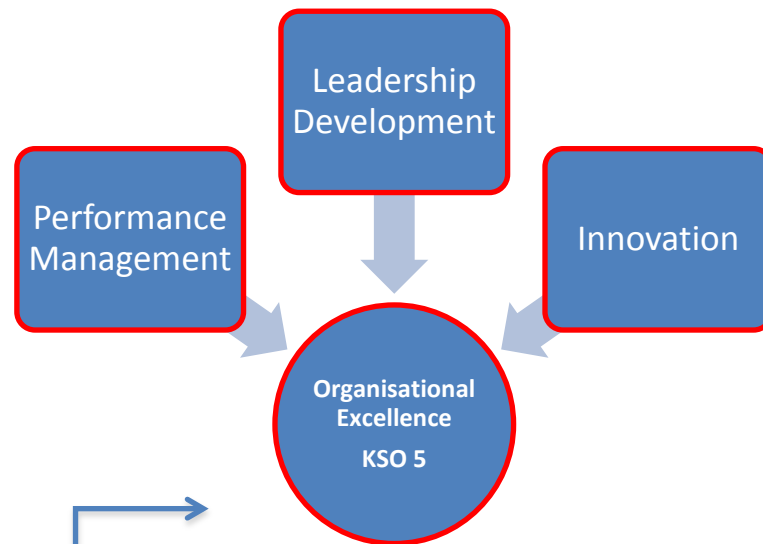 Leadership
Development
Performance
Management
Innovation
Organisational
Excellence
KSO 5